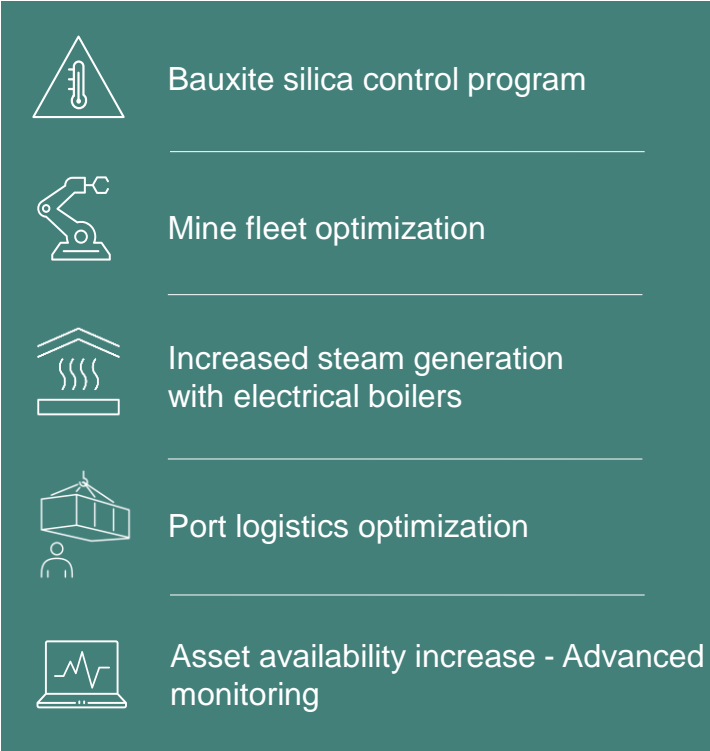 Bauxite silica control program
Mine fleet optimization
Increased steam generation
with electrical boilers
Port logistics optimization
Asset availability increase - Advanced
monitoring